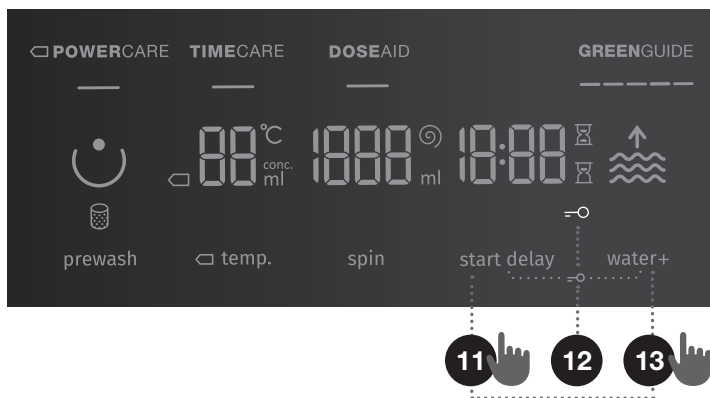 POWERCARE TIMECARE DOSEAID GREENGUIDE
88 °C 1888 18:88
conc.
ml ml
prewash temp. spin start delay water+
11 12 13